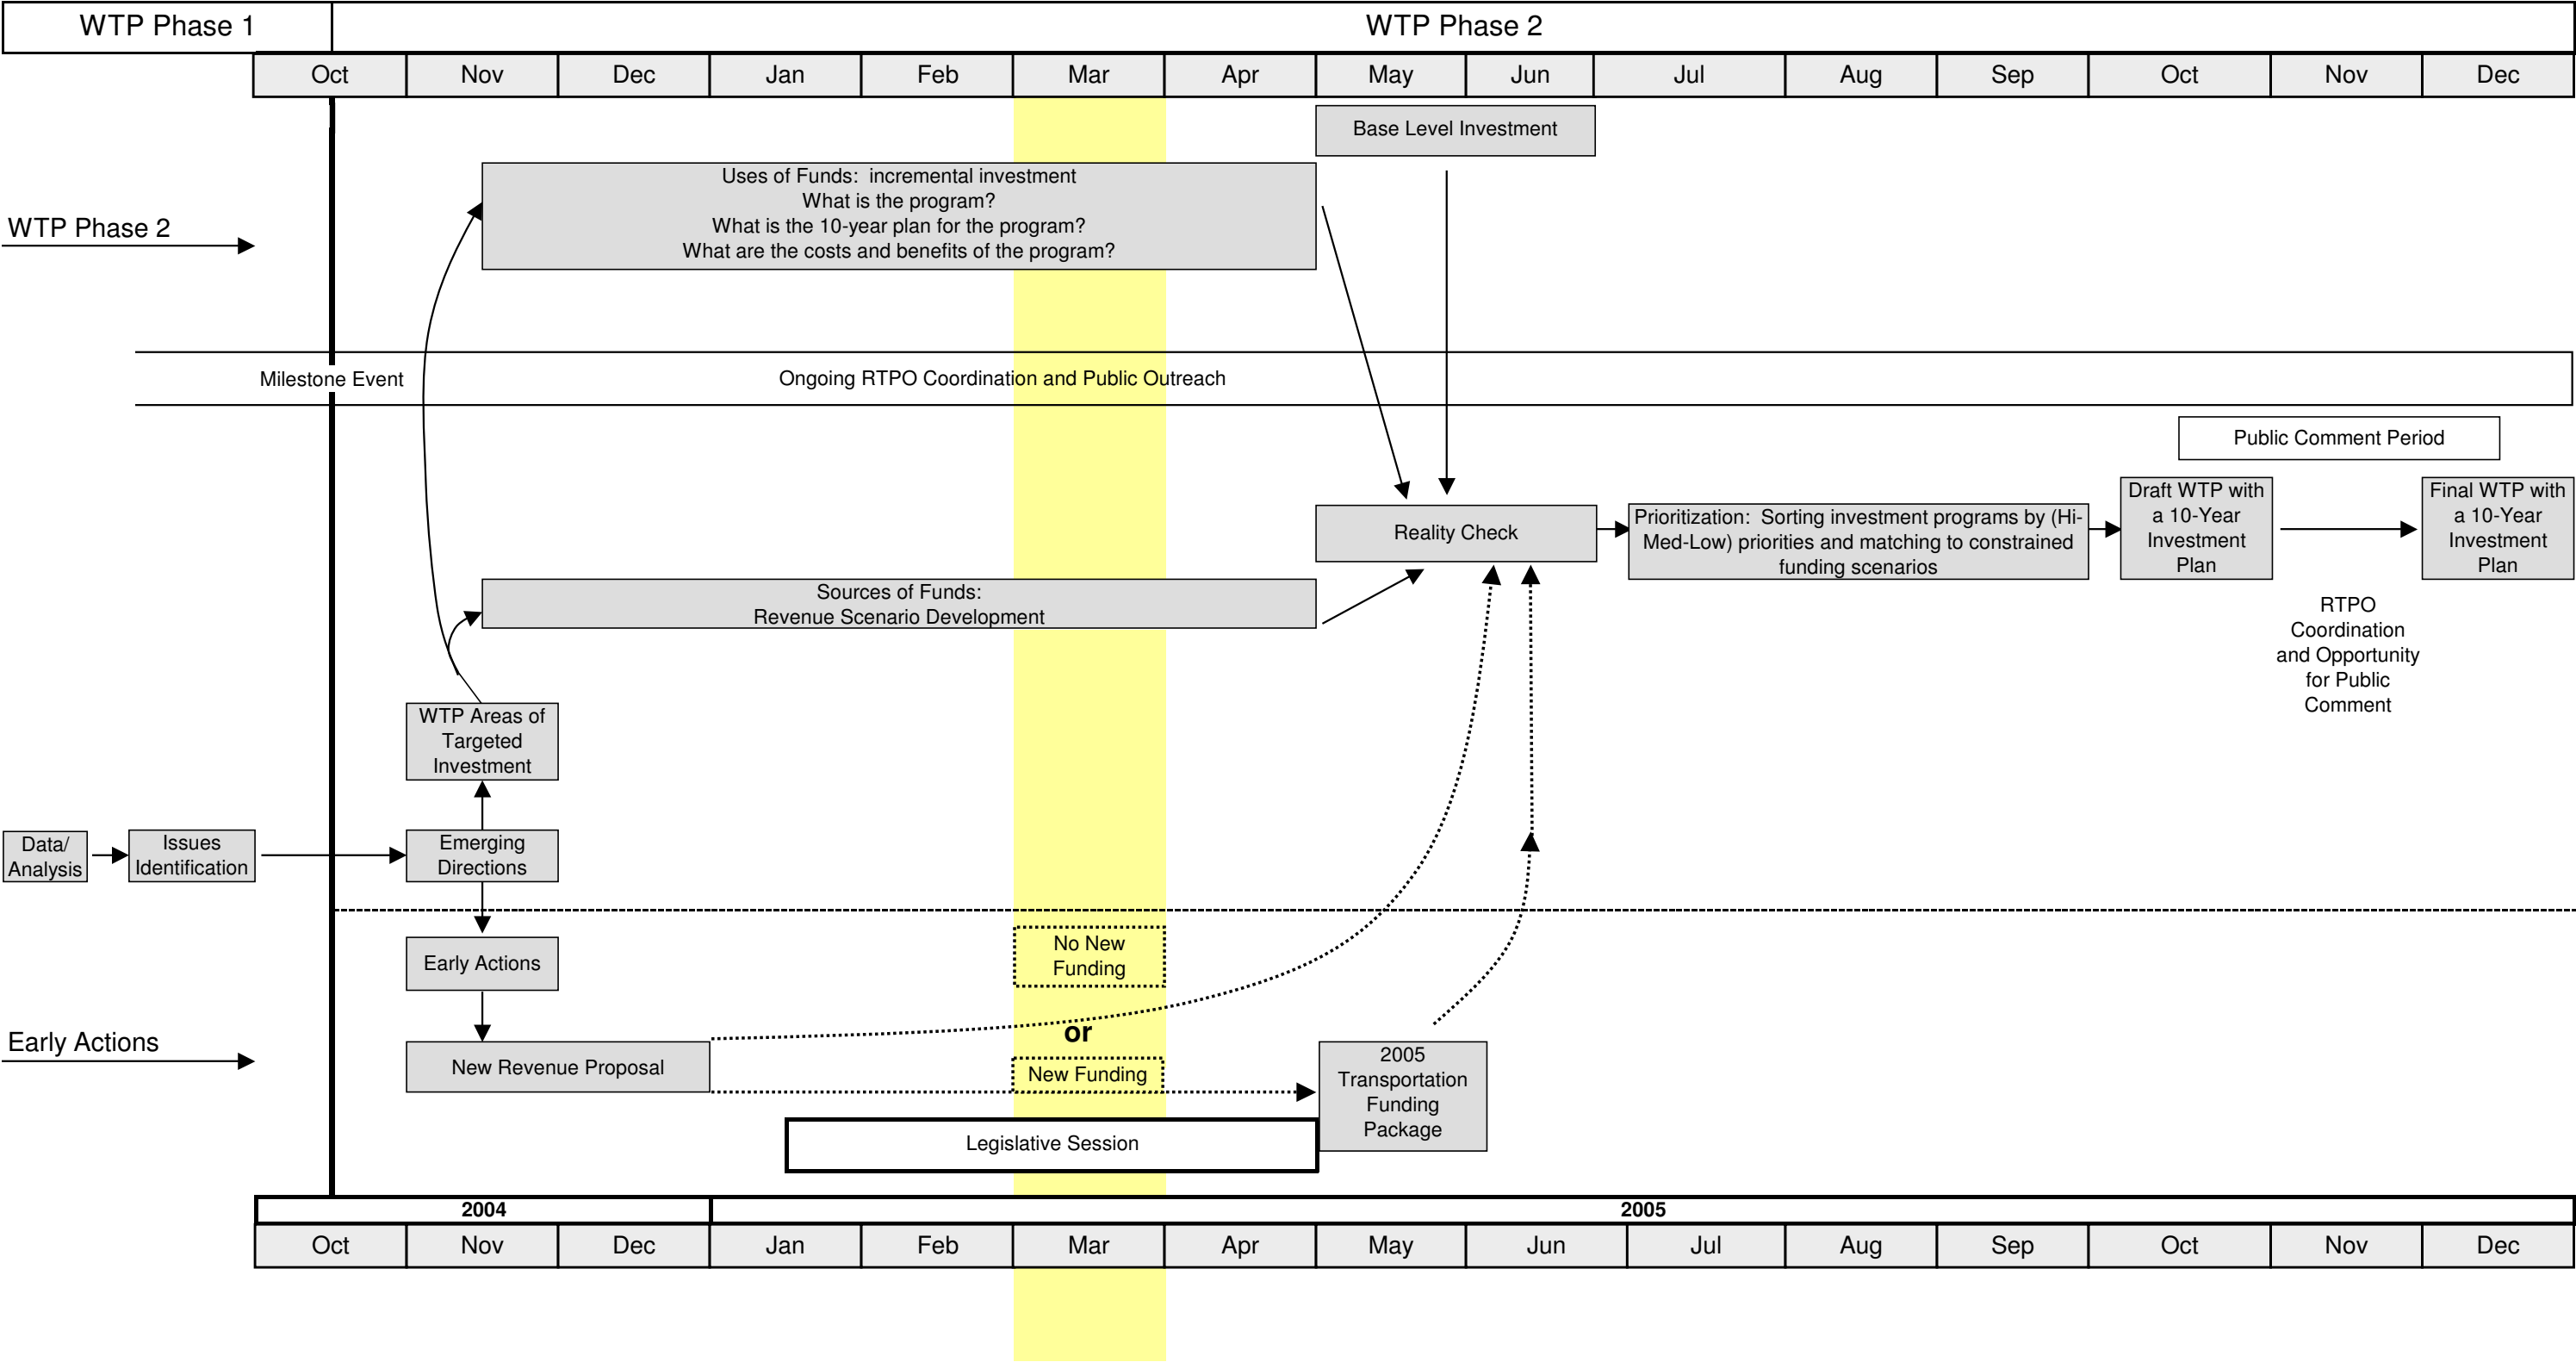 WTP Phase 1
WTP Phase 2
Oct
Nov
Dec
Jan
Feb
Mar
Apr
May
Jun
Jul
Aug
Sep
Oct
Nov
Dec
Base Level Investment
Uses of Funds:  incremental investment
What is the program?
What is the 10-year plan for the program?
What are the costs and benefits of the program?
WTP Phase 2
Milestone Event
Ongoing RTPO Coordination and Public Outreach
Public Comment Period
Reality Check
Prioritization:  Sorting investment programs by (Hi-
Med-Low) priorities and matching to constrained
funding scenarios
Draft WTP with
a 10-Year
Investment
Plan
Final WTP with
a 10-Year
Investment
Plan
Sources of Funds:
Revenue Scenario Development
RTPO
Coordination
and Opportunity
for Public
Comment
WTP Areas of
Targeted
Investment
Data/
Analysis
Issues
Identification
Emerging
Directions
Early Actions
No New
Funding
or
Early Actions
New Revenue Proposal
New Funding
2005
Transportation
Funding
Package
Legislative Session
2004
2005
Oct
Nov
Dec
Jan
Feb
Mar
Apr
May
Jun
Jul
Aug
Sep
Oct
Nov
Dec